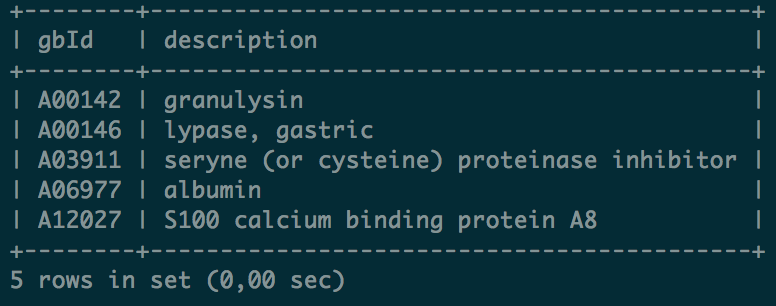 +--------+-------------------------------------------+
| gbId   | description                               |
+--------+-------------------------------------------+
| A00142 | granulysin                                |
| A00146 | lypase, gastric                           |
| A03911 | seryne (or cysteine) proteinase inhibitor |
| A06977 | albumin                                   |
| A12027 | S100 calcium binding protein A8           |
+--------+-------------------------------------------+
5 rows in set (0,00 sec)